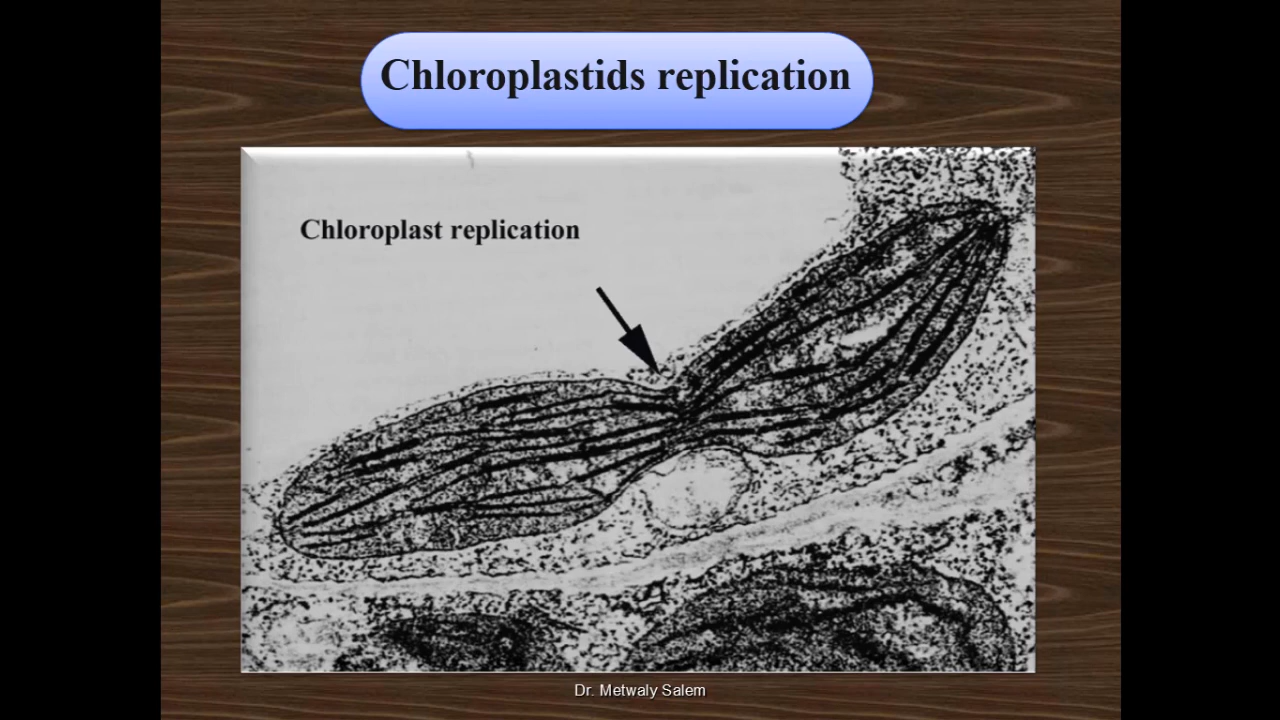 Chloroplastids replication
Chloroplast replication
Dr. Metwaly Salem